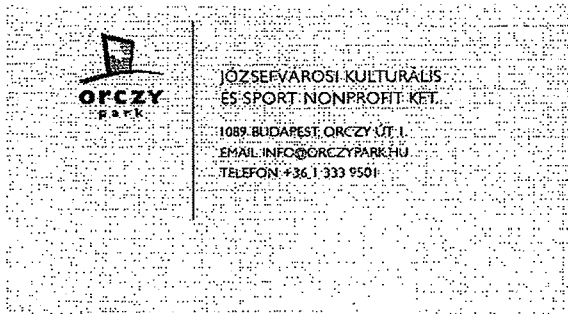 orczy
park
JÓZSEFVÁROSI KULTURÁLIS
ÉS SPORT NONPROFIT KFT.
1089 BUDAPEST, ORCZY ÚT 1.
EMAIL: INFO@ORCZYPARK.HU
TELEFON: +36 1 333 9501